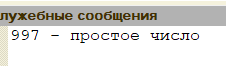 лужебные сообщения
997 - простое число